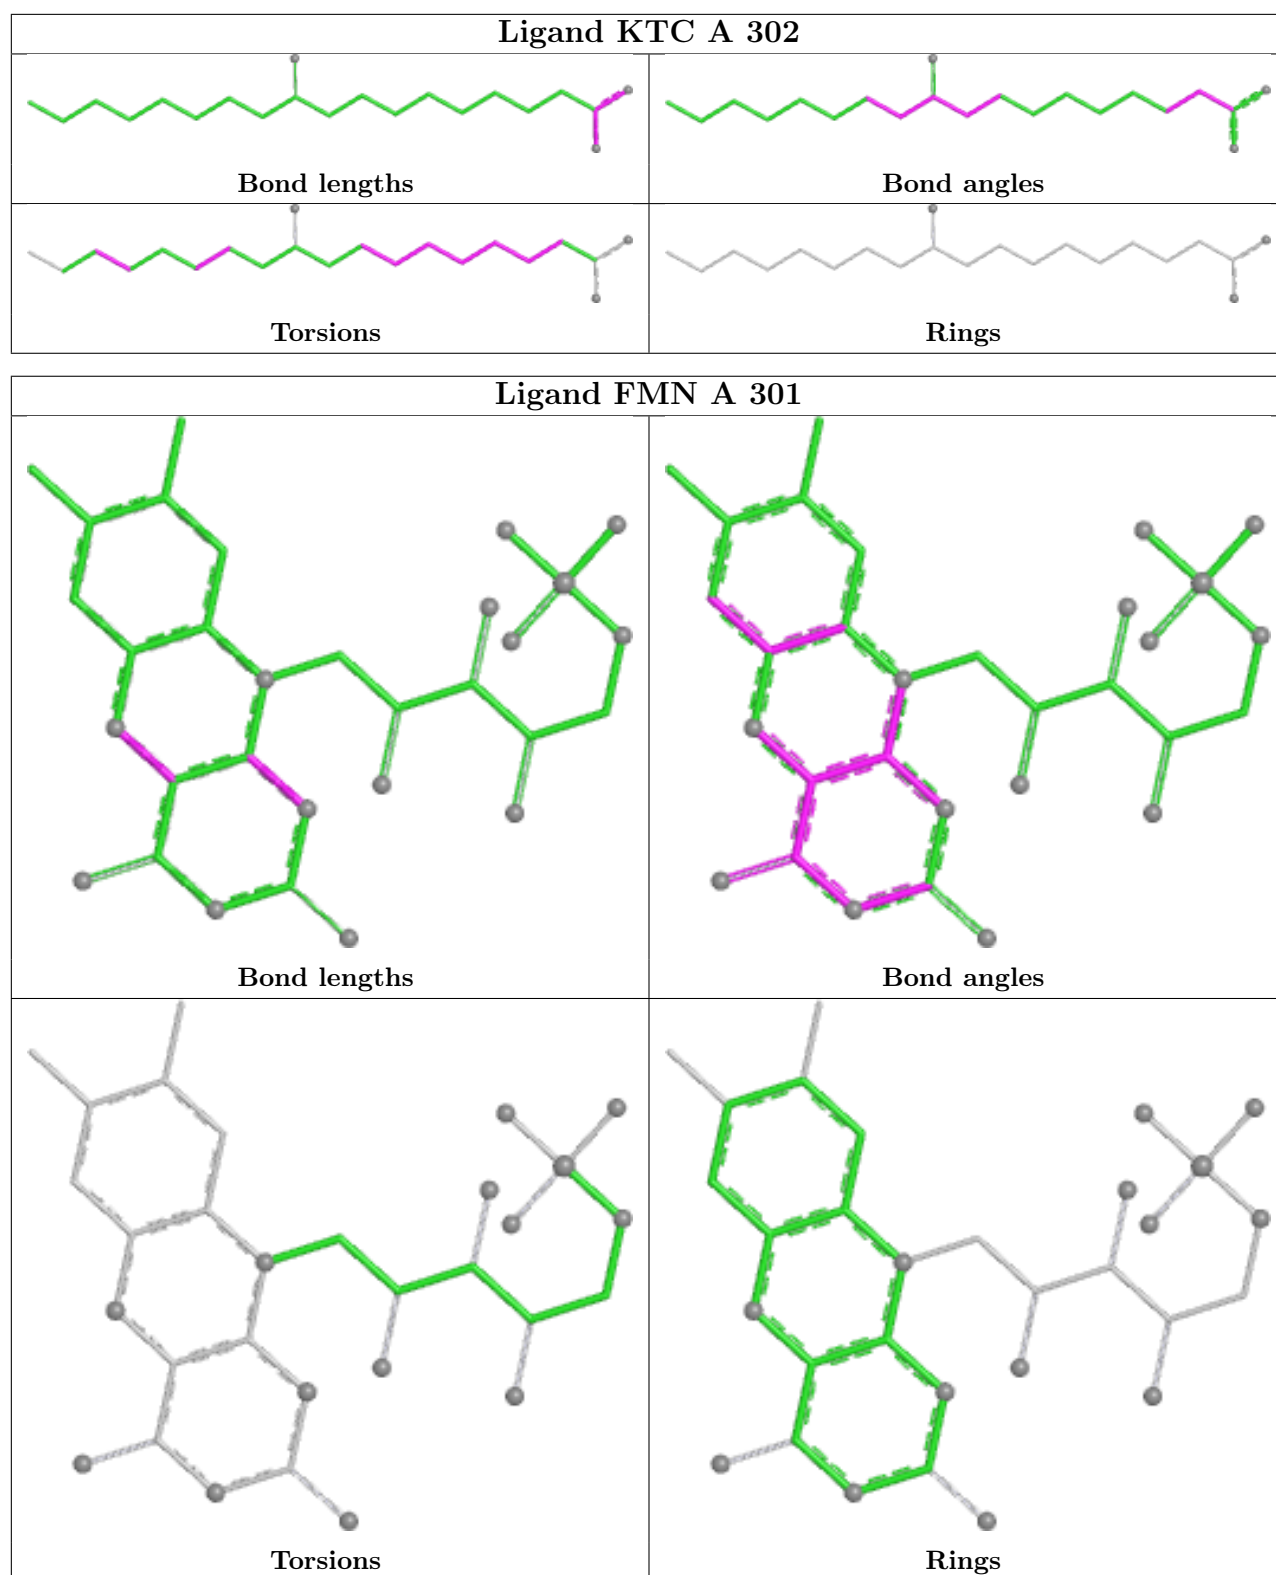 Ligand KTC A 302
Bond lengths
Bond angles
Torsions
Rings
Ligand FMN A 301
Bond lengths
Bond angles
Torsions
Rings